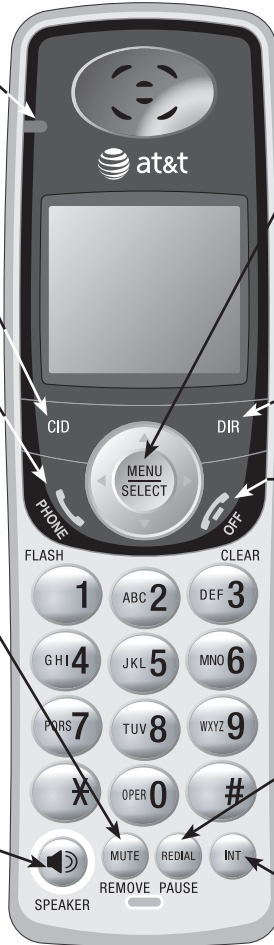 at&t
CID DIR
MENU
SELECT
PHONE OFF
FLASH CLEAR
1 ABC 2 DEF 3
GHI 4 JKL 5 MNO 6
PQRS 7 TUV 8 WXYZ 9
* OPER 0 #
MUTE REDIAL INT
REMOVE PAUSE
SPEAKER